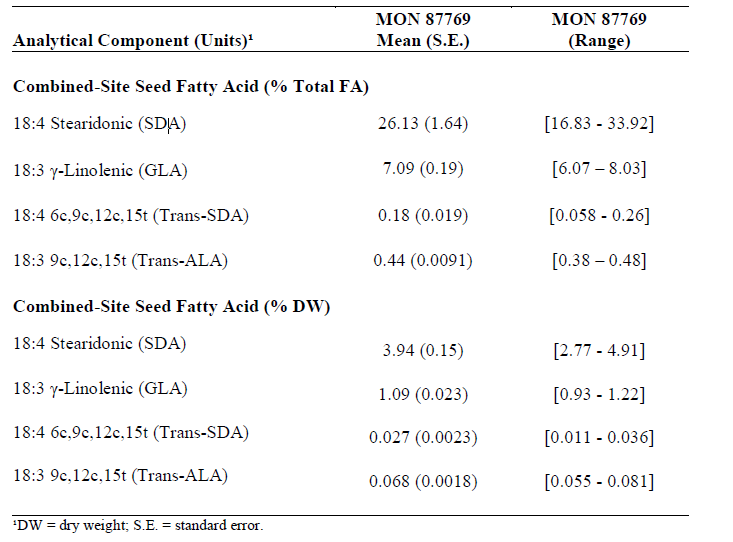 MON 87769 MON 87769
Analytical Component (Units)¹ Mean (S.E.) (Range)
Combined-Site Seed Fatty Acid (% Total FA)
18:4 Stearidonic (SDA) 26.13 (1.64) [16.83 - 33.92]
18:3 γ-Linolenic (GLA) 7.09 (0.19) [6.07 – 8.03]
18:4 6c,9c,12c,15t (Trans-SDA) 0.18 (0.019) [0.058 - 0.26]
18:3 9c,12c,15t (Trans-ALA) 0.44 (0.0091) [0.38 – 0.48]
Combined-Site Seed Fatty Acid (% DW)
18:4 Stearidonic (SDA) 3.94 (0.15) [2.77 - 4.91]
18:3 γ-Linolenic (GLA) 1.09 (0.023) [0.93 - 1.22]
18:4 6c,9c,12c,15t (Trans-SDA) 0.027 (0.0023) [0.011 - 0.036]
18:3 9c,12c,15t (Trans-ALA) 0.068 (0.0018) [0.055 - 0.081]
¹DW = dry weight; S.E. = standard error.